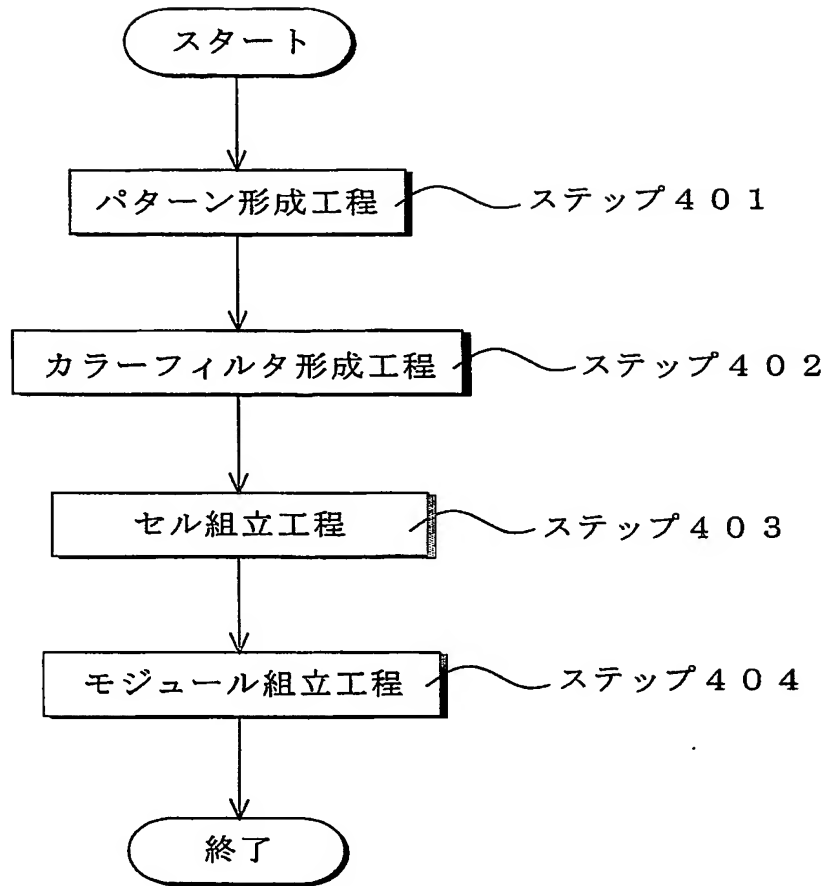 スタート
パターン形成工程 ステップ４０１
カラーフィルタ形成工程 ステップ４０２
セル組立工程 ステップ４０３
モジュール組立工程 ステップ４０４
終了